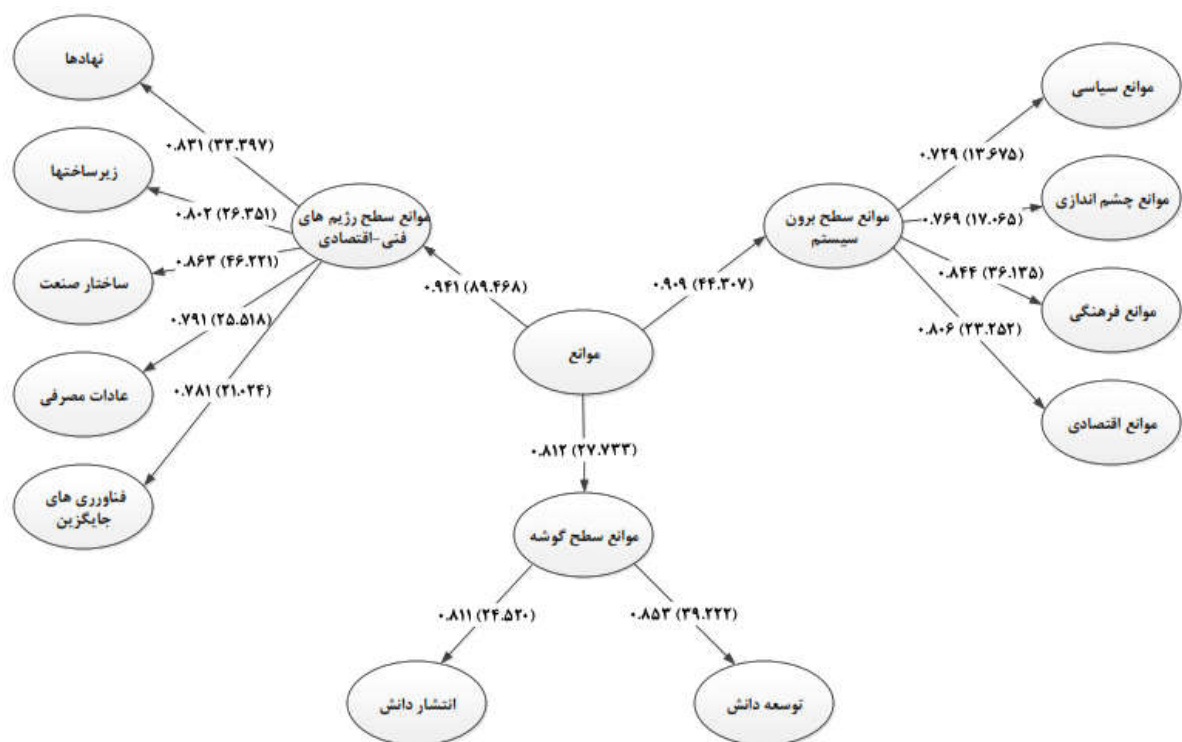 نهادها
موانع سیاسی
۰.۸۳۱ (۳۳.۳۹۷)
۰.۷۲۹ (۱۳.۶۷۵)
زیرساختها
موانع چشم اندازی
۰.۸۰۲ (۲۶.۳۵۱)
موانع سطح رژیم های
فنی-اقتصادی
موانع سطح برون
سیستم
۰.۷۶۹ (۱۷.۰۶۵)
۰.۸۶۳ (۴۶.۲۲۱)
ساختار صنعت
۰.۹۴۱ (۸۹.۴۶۸)
۰.۹۰۹ (۴۴.۳۰۷)
۰.۸۴۴ (۳۶.۱۳۵)
موانع فرهنگی
۰.۷۹۱ (۲۵.۵۱۸)
۰.۸۰۶ (۲۳.۲۵۲)
موانع
عادات مصرفی
۰.۷۸۱ (۲۱.۰۲۴)
موانع اقتصادی
۰.۸۱۲ (۲۷.۷۳۳)
فناورری های
جایگزین
موانع سطح گوشه
۰.۸۱۱ (۲۴.۵۲۰)
۰.۸۵۳ (۳۹.۲۲۲)
انتشار دانش
توسعه دانش